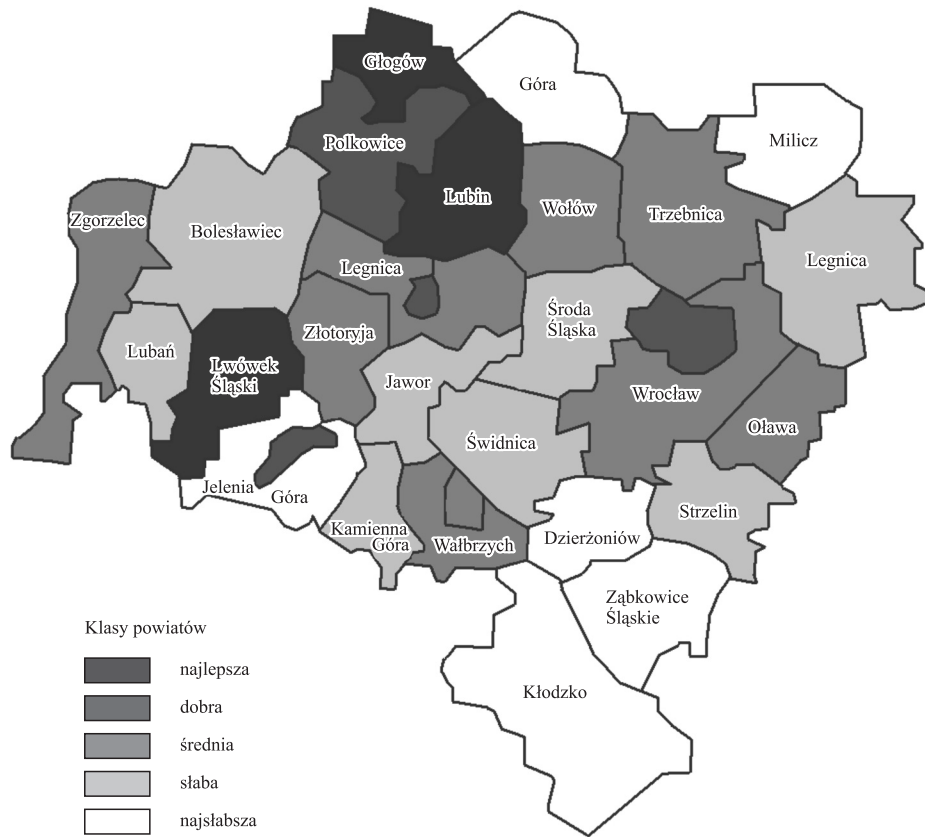 Głogów
Góra
Milicz
Polkowice
Lubin
Wołów
Trzebnica
Zgorzelec
Bolesławiec
Legnica
Legnica
Środa
Śląska
Złotoryja
Lubań
Lwówek
Śląski
Jawor
Wrocław
Oława
Świdnica
Jelenia
Góra
Strzelin
Kamienna
Góra
Wałbrzych
Dzierżoniów
Ząbkowice
Śląskie
Kłodzko
Klasy powiatów
najlepsza
dobra
średnia
słaba
najsłabsza